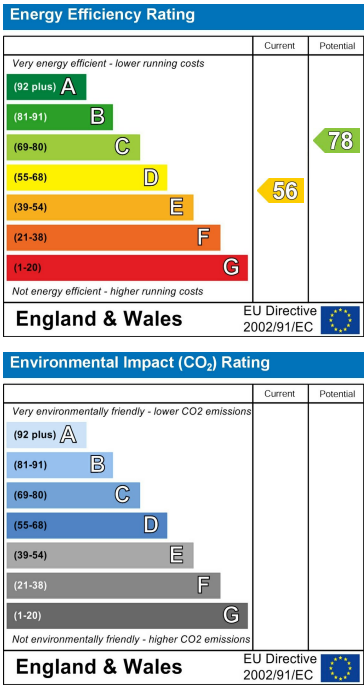 Energy Efficiency Rating
Current Potential
Very energy efficient - lower running costs
(92 plus) A
(81-91) B
(69-80) C
78
(55-68) D
56
(39-54) E
(21-38) F
(1-20) G
Not energy efficient - higher running costs
England & Wales
EU Directive
2002/91/EC
Environmental Impact (CO₂) Rating
Current Potential
Very environmentally friendly - lower CO2 emissions
(92 plus) A
(81-91) B
(69-80) C
(55-68) D
(39-54) E
(21-38) F
(1-20) G
Not environmentally friendly - higher CO2 emissions
England & Wales
EU Directive
2002/91/EC